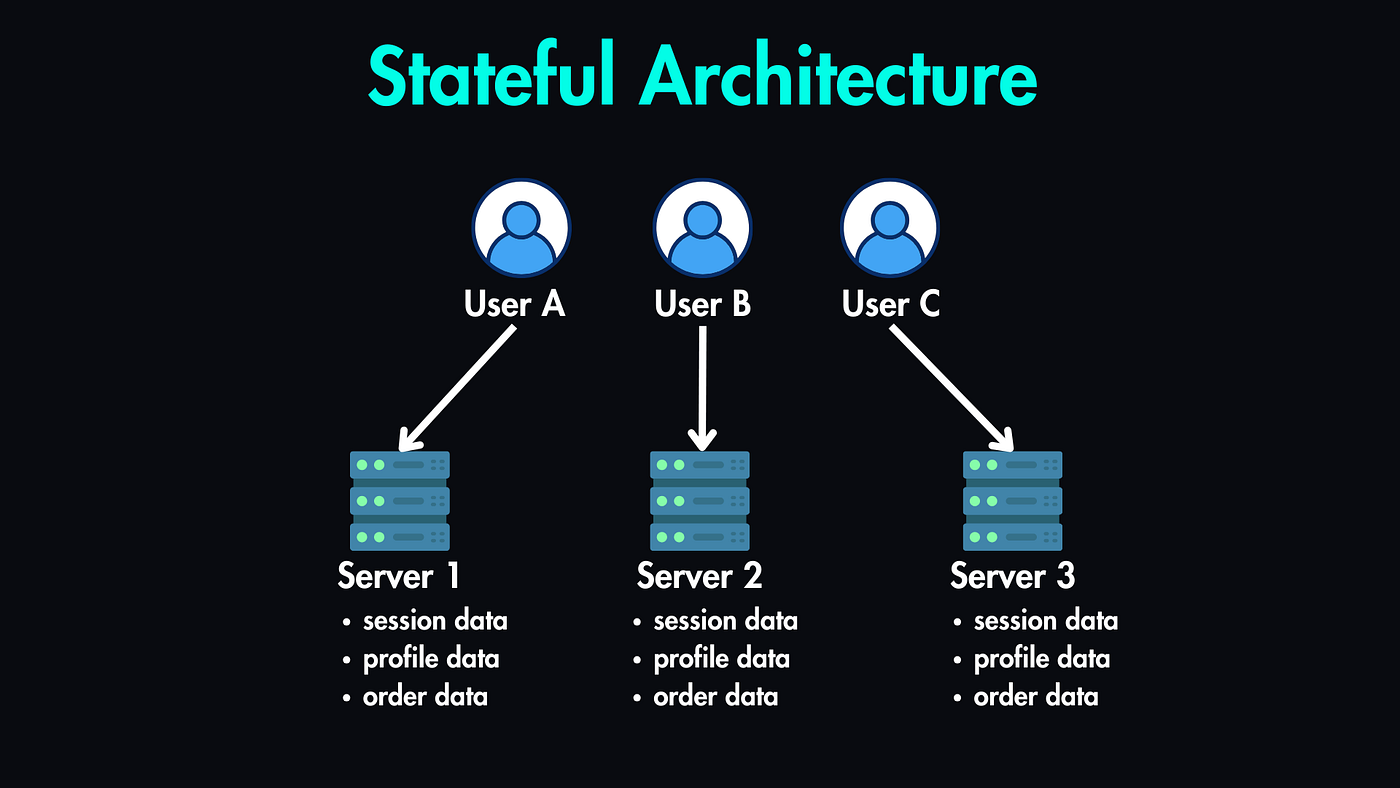 Stateful Architecture
User A
User B
User C
Server 1
• session data
• profile data
• order data
Server 2
• session data
• profile data
• order data
Server 3
• session data
• profile data
• order data